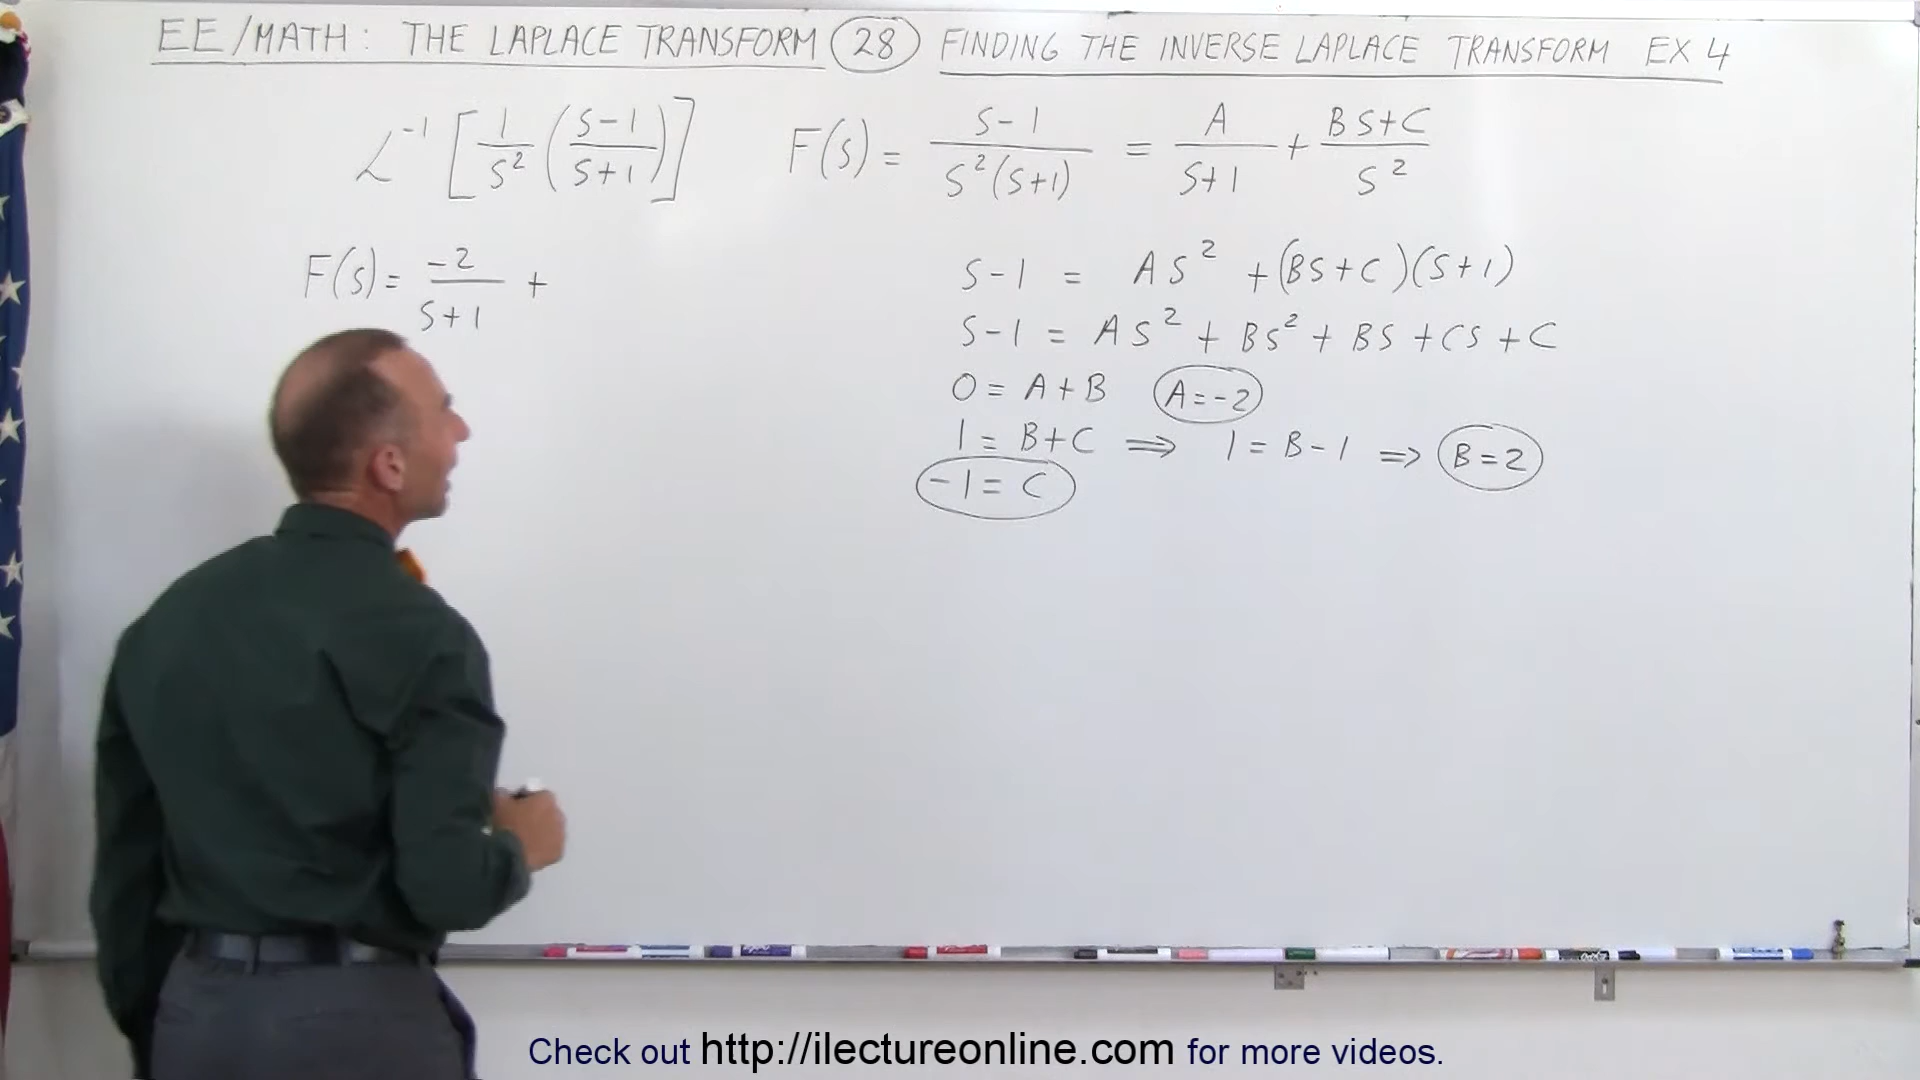 EE/MATH: THE LAPLACE TRANSFORM 28 FINDING THE INVERSE LAPLACE TRANSFORM EX 4
ℒ⁻¹ [1/S² (S-1/S+1)] F(s) = S-1/S²(S+1) = A/S+1 + BS+C/S²
F(s) = -2/S+1 +
S-1 = AS² + (BS+C)(S+1)
S-1 = AS² + BS² + BS + CS + C
0 = A+B A=-2
1 = B+C ⇒ 1 = B-1 ⇒ B=2
-1 = C
Check out http://ilectureonline.com for more videos.